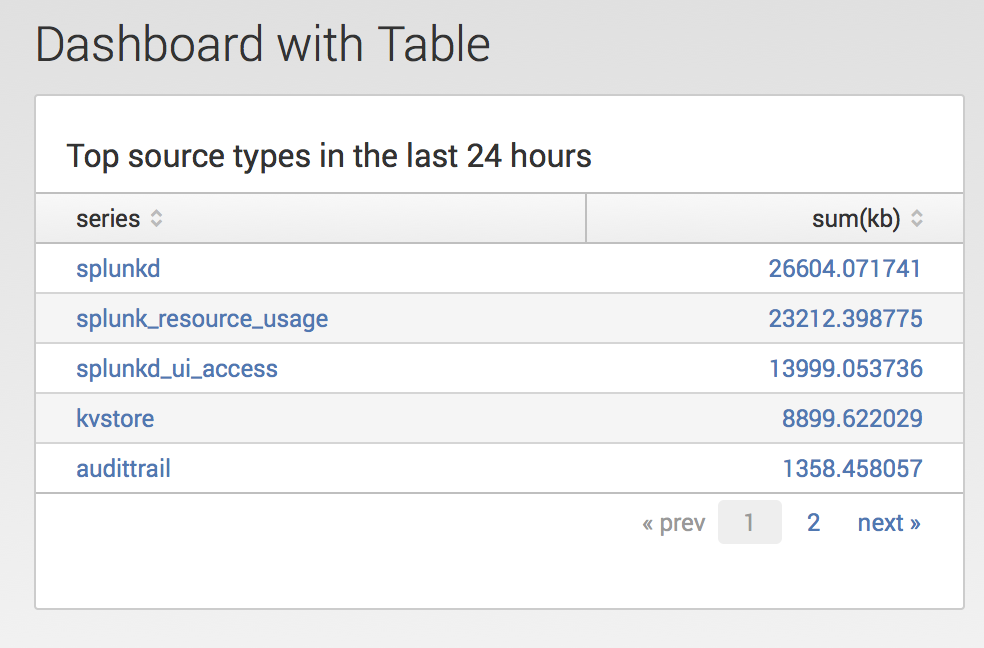 Dashboard with Table
Top source types in the last 24 hours
series sum(kb)
splunkd 26604.071741
splunk_resource_usage 23212.398775
splunkd_ui_access 13999.053736
kvstore 8899.622029
audittrail 1358.458057
« prev 1 2 next »